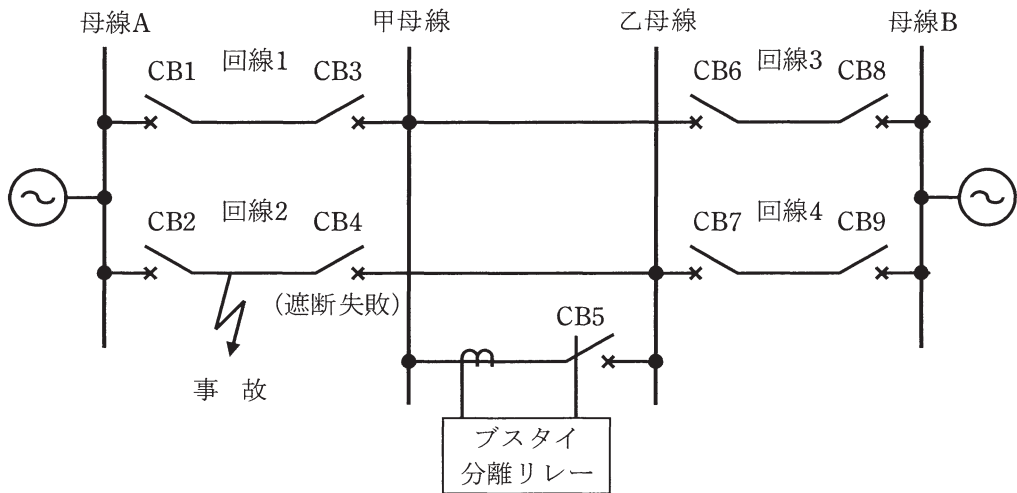 母線A
甲母線
乙母線
母線B
CB1
回線1
CB3
CB6
回線3
CB8
CB2
回線2
CB4
CB7
回線4
CB9
(遮断失敗)
CB5
事 故
ブスタイ
分離リレー